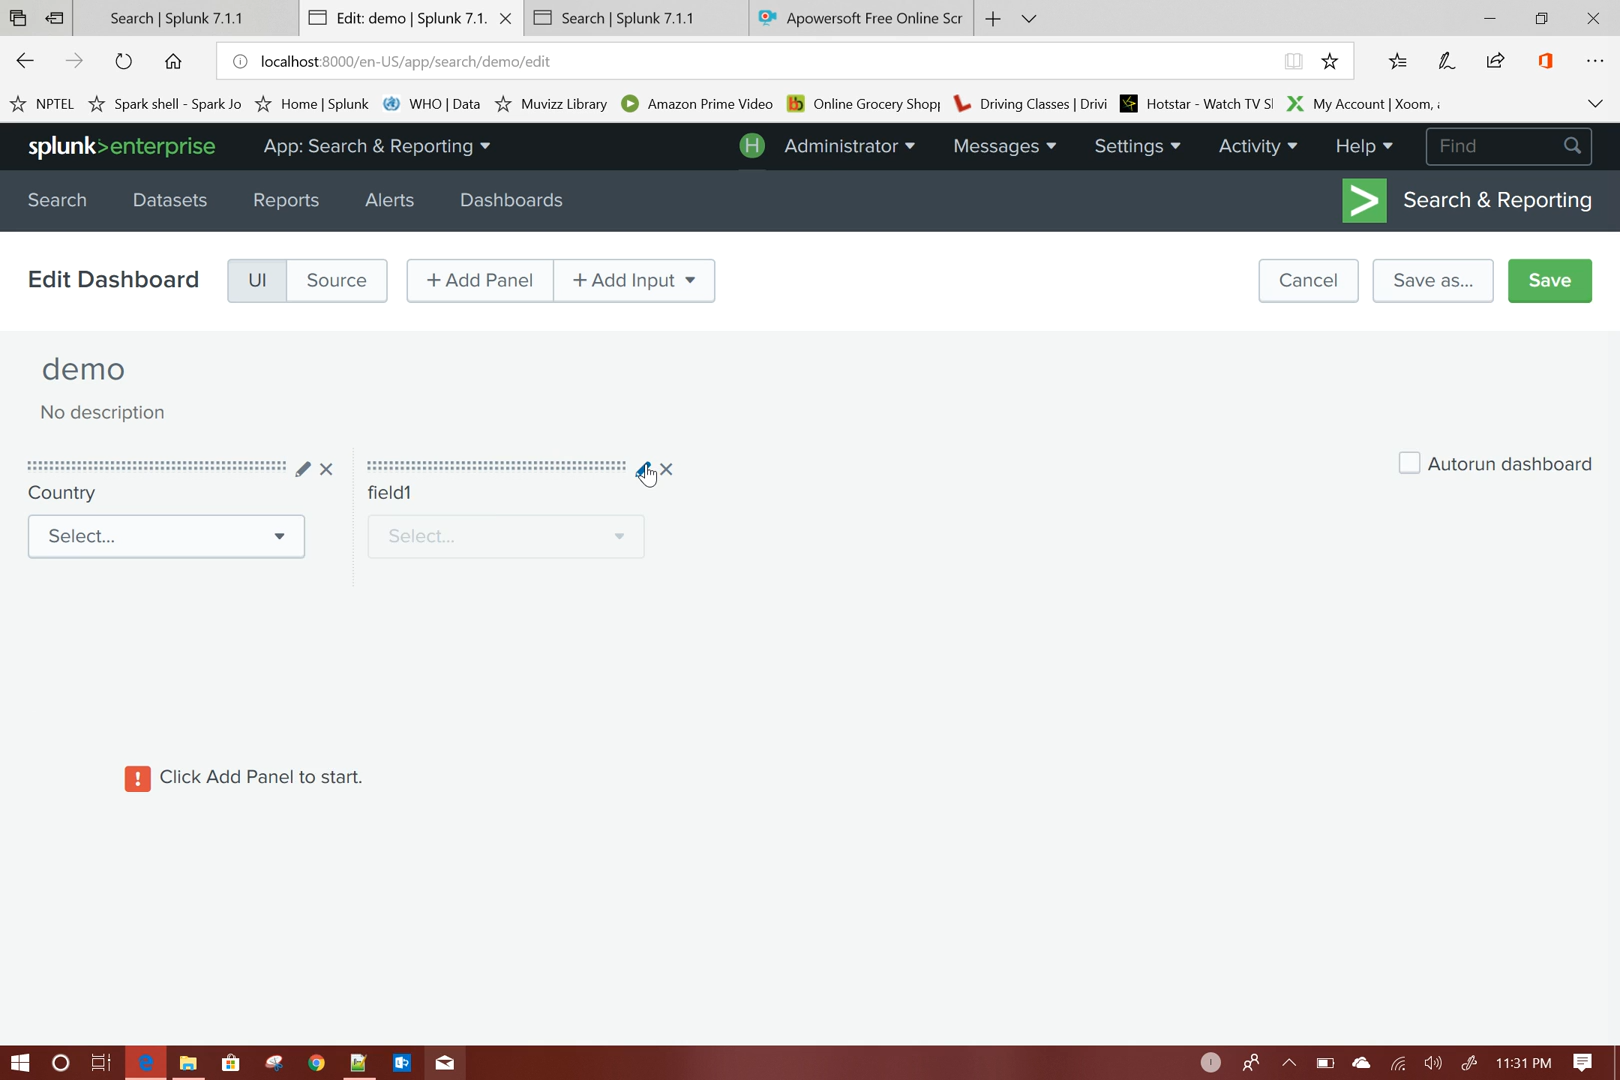 Search | Splunk 7.1.1
Edit: demo | Splunk 7.1.
Search | Splunk 7.1.1
Apowersoft Free Online Scr
localhost:8000/en-US/app/search/demo/edit
NPTEL
Spark shell - Spark Jo
Home | Splunk
WHO | Data
Muvizz Library
Amazon Prime Video
Online Grocery Shopp
Driving Classes | Drivi
Hotstar - Watch TV S
My Account | Xoom, a
splunk>enterprise
App: Search & Reporting
H
Administrator
Messages
Settings
Activity
Help
Find
Search
Datasets
Reports
Alerts
Dashboards
Search & Reporting
Edit Dashboard
UI
Source
+ Add Panel
+ Add Input
Cancel
Save as...
Save
demo
No description
Country
field1
Autorun dashboard
Select...
Select...
! Click Add Panel to start.
11:31 PM